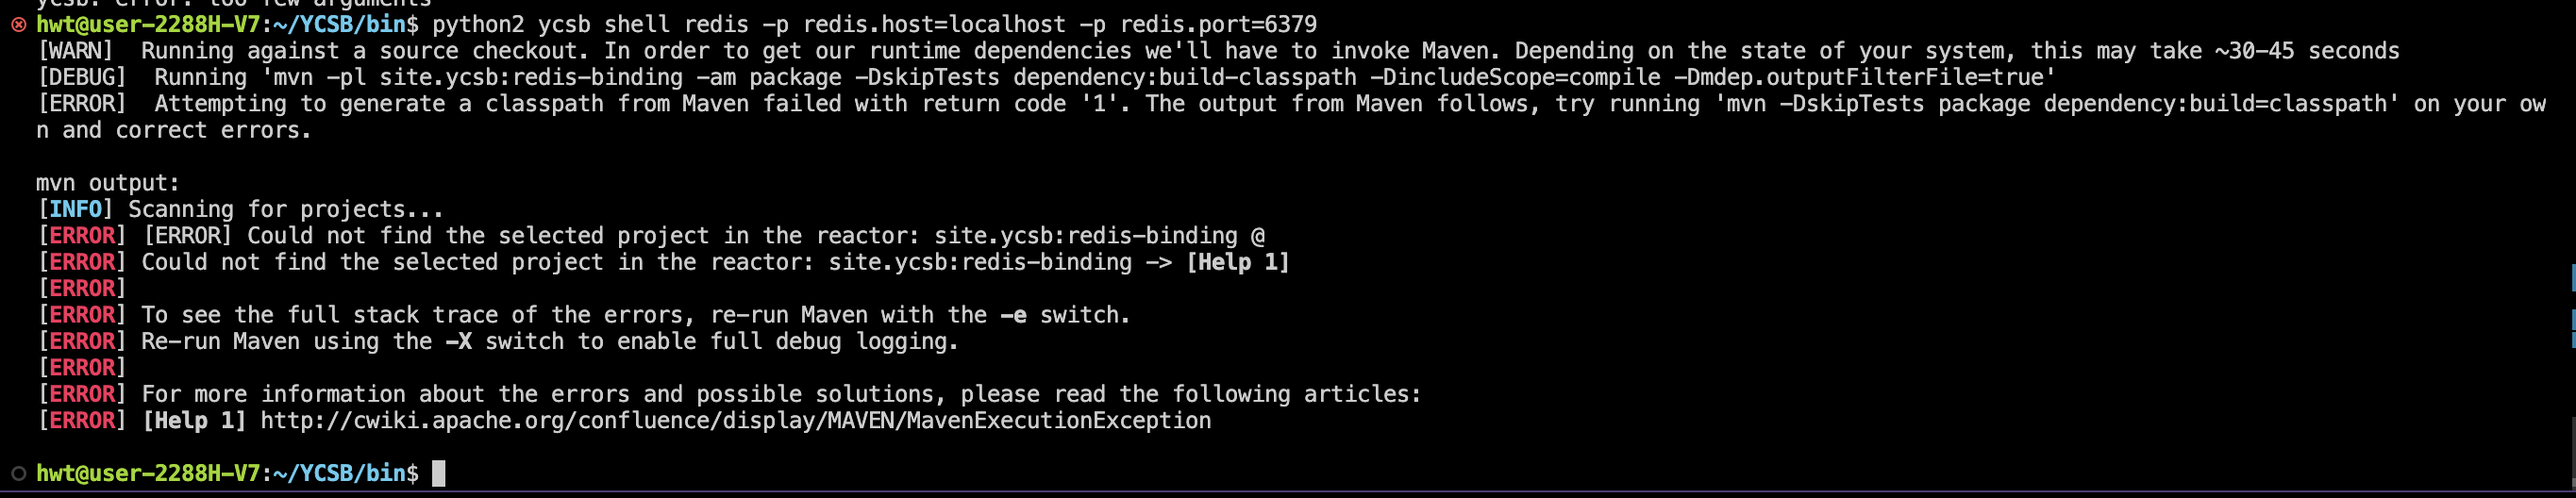 ycsb: error: too few arguments
hwt@user-2288H-V7:~/YCSB/bin$ python2 ycsb shell redis -p redis.host=localhost -p redis.port=6379
[WARN]  Running against a source checkout. In order to get our runtime dependencies we'll have to invoke Maven. Depending on the state of your system, this may take ~30-45 seconds
[DEBUG]  Running 'mvn -pl site.ycsb:redis-binding -am package -DskipTests dependency:build-classpath -DincludeScope=compile -Dmdep.outputFilterFile=true'
[ERROR]  Attempting to generate a classpath from Maven failed with return code '1'. The output from Maven follows, try running 'mvn -DskipTests package dependency:build=classpath' on your ow
n and correct errors.
mvn output:
[INFO] Scanning for projects...
[ERROR] [ERROR] Could not find the selected project in the reactor: site.ycsb:redis-binding @
[ERROR] Could not find the selected project in the reactor: site.ycsb:redis-binding -> [Help 1]
[ERROR]
[ERROR] To see the full stack trace of the errors, re-run Maven with the -e switch.
[ERROR] Re-run Maven using the -X switch to enable full debug logging.
[ERROR]
[ERROR] For more information about the errors and possible solutions, please read the following articles:
[ERROR] [Help 1] http://cwiki.apache.org/confluence/display/MAVEN/MavenExecutionException
hwt@user-2288H-V7:~/YCSB/bin$